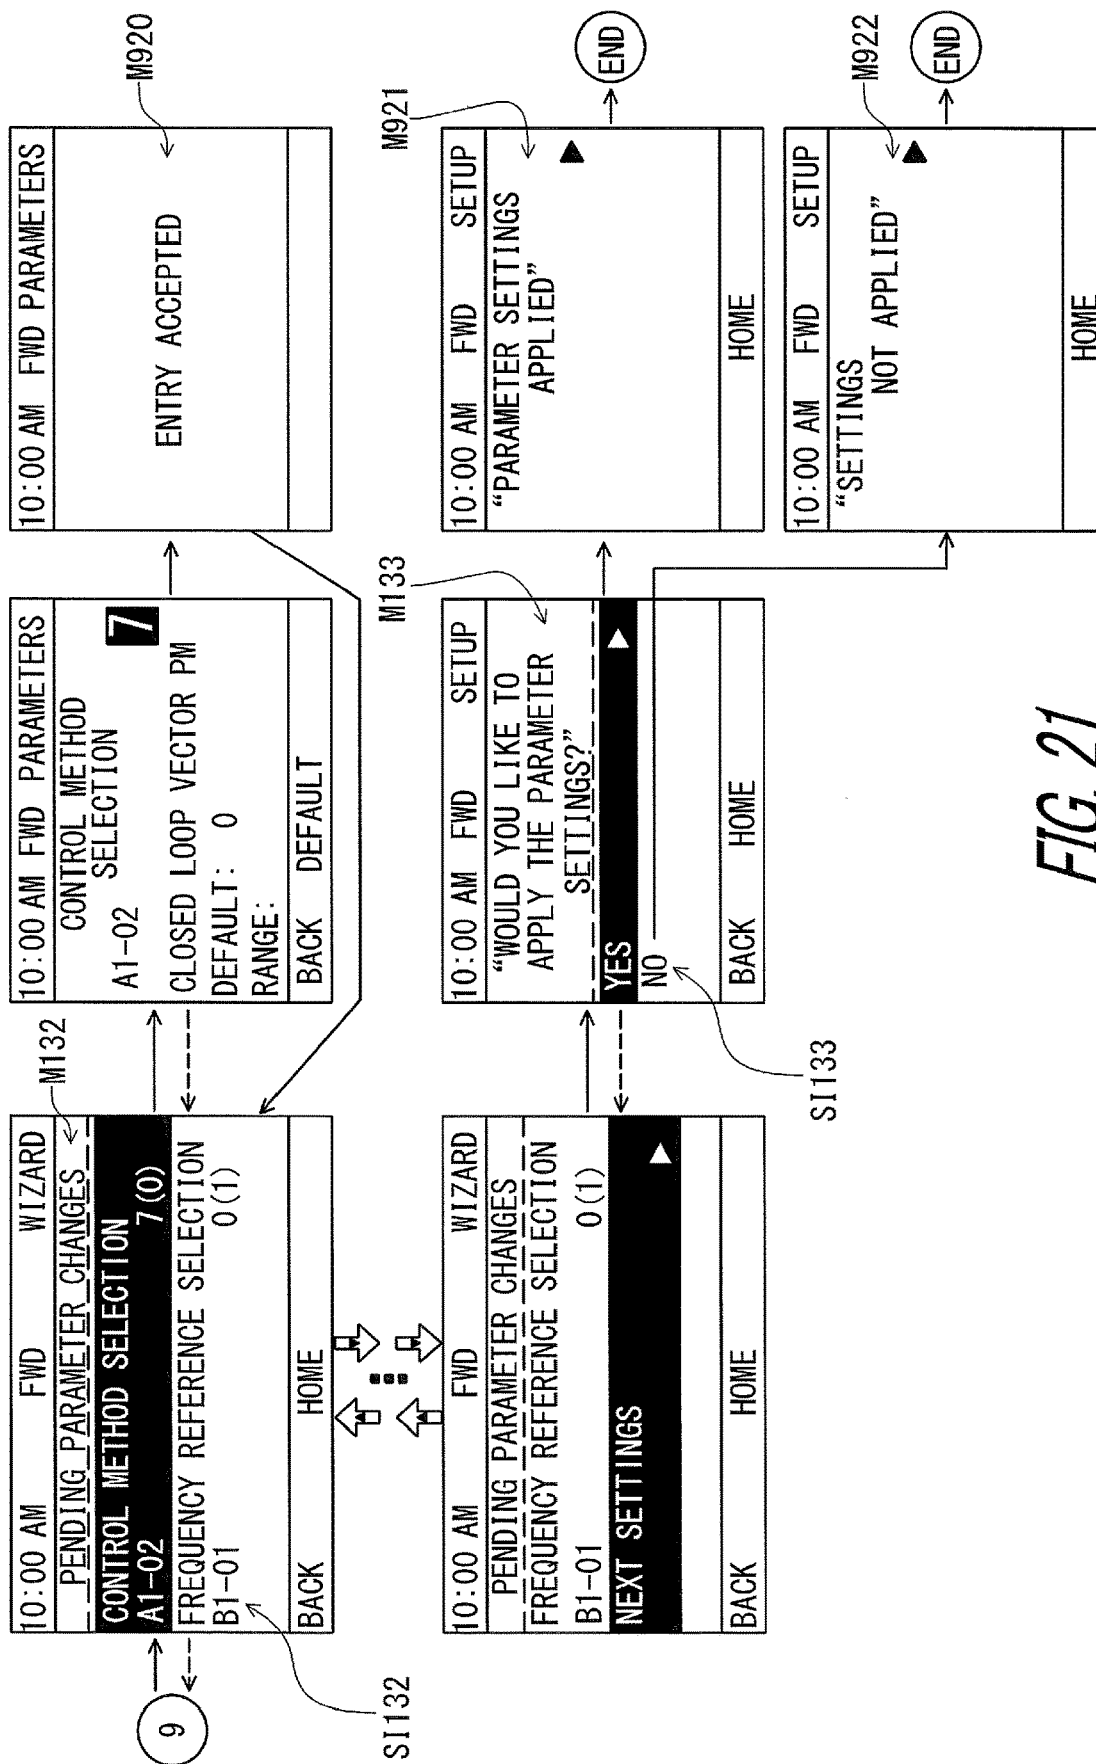 9
10:00 AM FWD WIZARD
PENDING PARAMETER CHANGES
CONTROL METHOD SELECTION
A1-02 7(0)
FREQUENCY REFERENCE SELECTION
B1-01 0(1)
BACK HOME
M132
SI132
10:00 AM FWD PARAMETERS
CONTROL METHOD
SELECTION
A1-02 7
CLOSED LOOP VECTOR PM
DEFAULT: 0
RANGE:
BACK DEFAULT
10:00 AM FWD PARAMETERS
ENTRY ACCEPTED
M920
10:00 AM FWD WIZARD
PENDING PARAMETER CHANGES
FREQUENCY REFERENCE SELECTION
B1-01 0(1)
NEXT SETTINGS
BACK HOME
10:00 AM FWD SETUP
“WOULD YOU LIKE TO
APPLY THE PARAMETER
SETTINGS?”
YES
NO
BACK HOME
M133
SI133
10:00 AM FWD SETUP
“PARAMETER SETTINGS
APPLIED”
HOME
M921
END
10:00 AM FWD SETUP
“SETTINGS
NOT APPLIED”
HOME
M922
END
FIG. 21